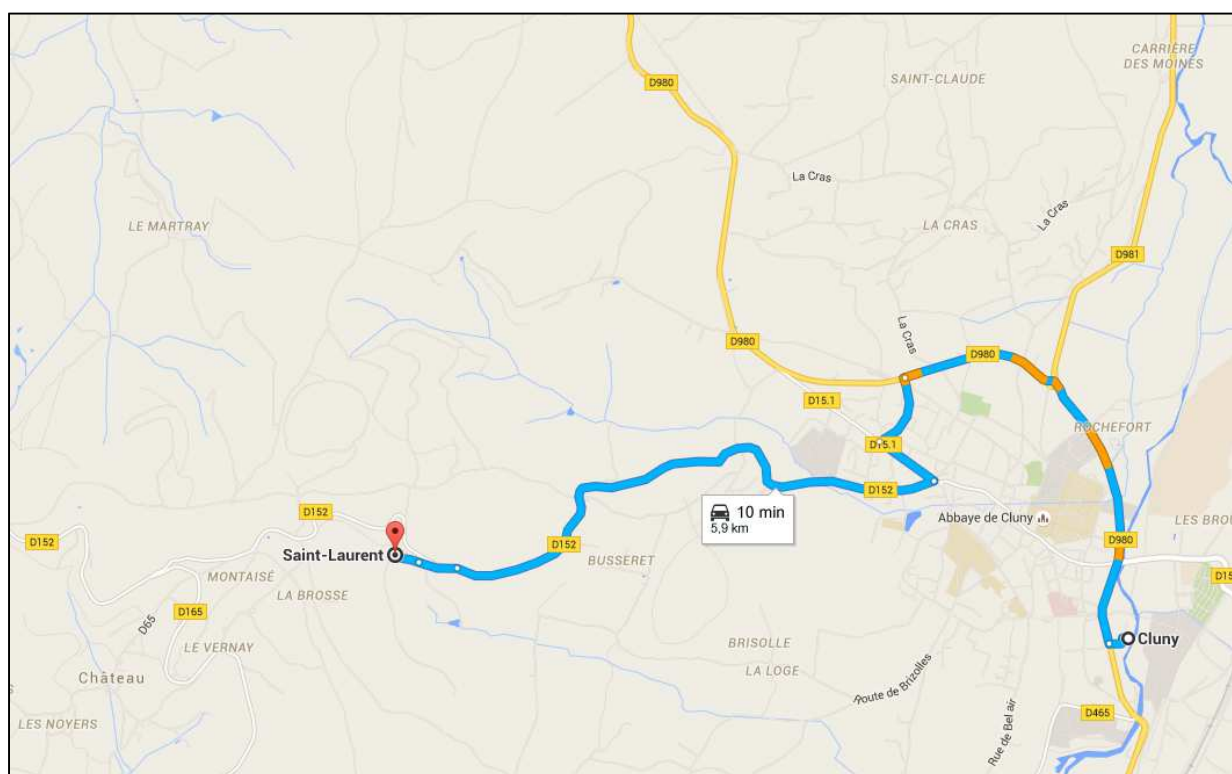 CARRIÈRE
DES MOINES
SAINT-CLAUDE
D980
La Cras
LE MARTRAY
LA CRAS
La Cras
D981
La Cras
D980
D980
D15.1
ROCHEFORT
D15.1
D152
10 min
5,9 km
Abbaye de Cluny
LES BROU
D152
D152
Saint-Laurent
D152
BUSSERET
D980
MONTAISÉ
LA BROSSE
D15
D165
D65
LE VERNAY
BRISOLLE
Cluny
LA LOGE
Château
Route de Brizolles
LES NOYERS
Rue de Bel air
D465